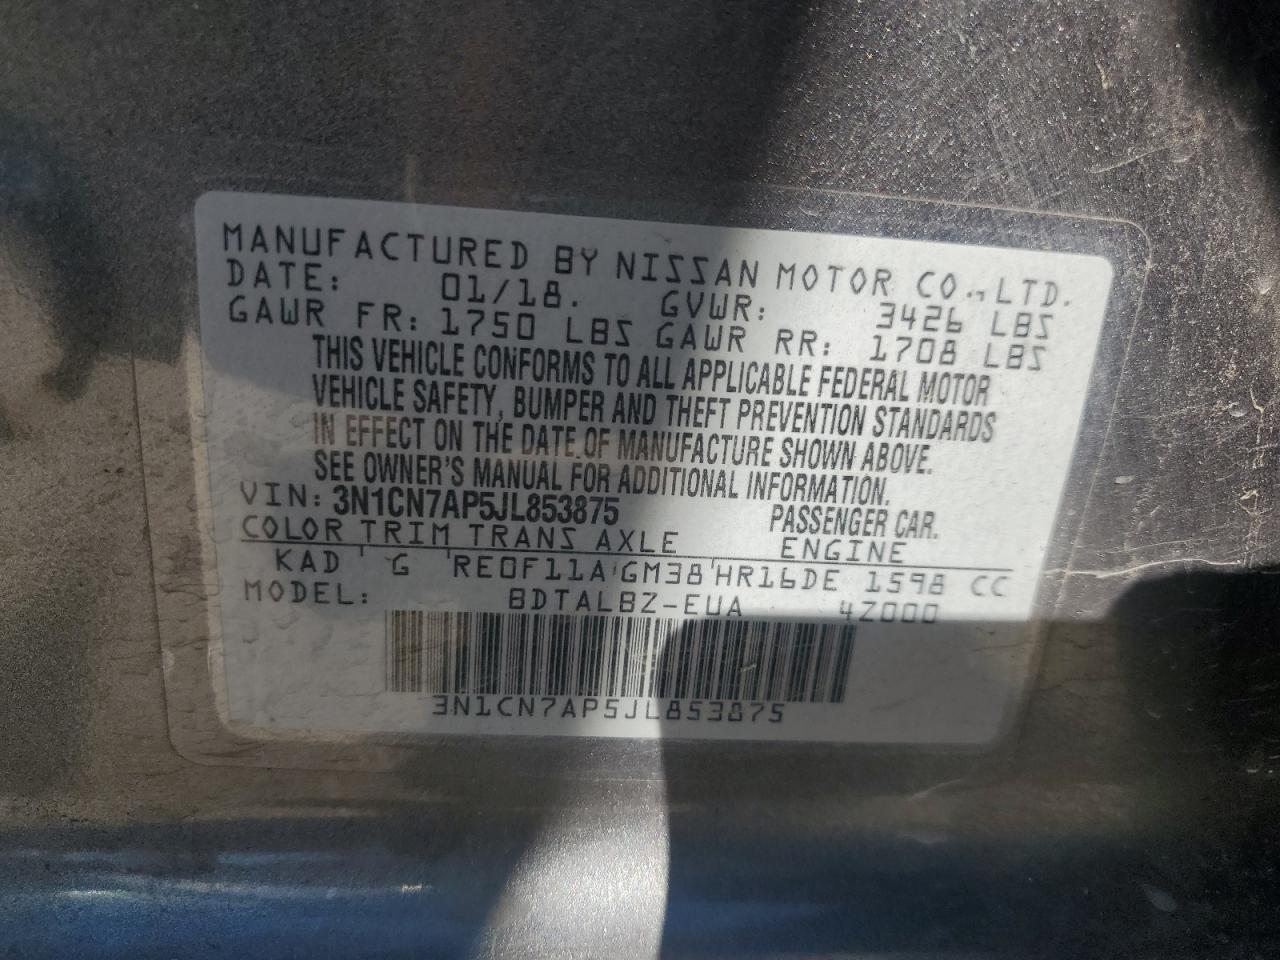 MANUFACTURED BY NISSAN MOTOR CO., LTD.
DATE: 01/18. GVWR: 3426 LBS
GAWR FR: 1750 LBS GAWR RR: 1708 LBS
THIS VEHICLE CONFORMS TO ALL APPLICABLE FEDERAL MOTOR
VEHICLE SAFETY, BUMPER AND THEFT PREVENTION STANDARDS
IN EFFECT ON THE DATE OF MANUFACTURE SHOWN ABOVE.
SEE OWNER'S MANUAL FOR ADDITIONAL INFORMATION.
VIN: 3N1CN7AP5JL853875 PASSENGER CAR.
COLOR TRIM TRANS AXLE ENGINE
KAD G RE0F11A GM38 HR16DE 1598 CC
MODEL: BDTALBZ-EUA 4Z000
3N1CN7AP5JL853875